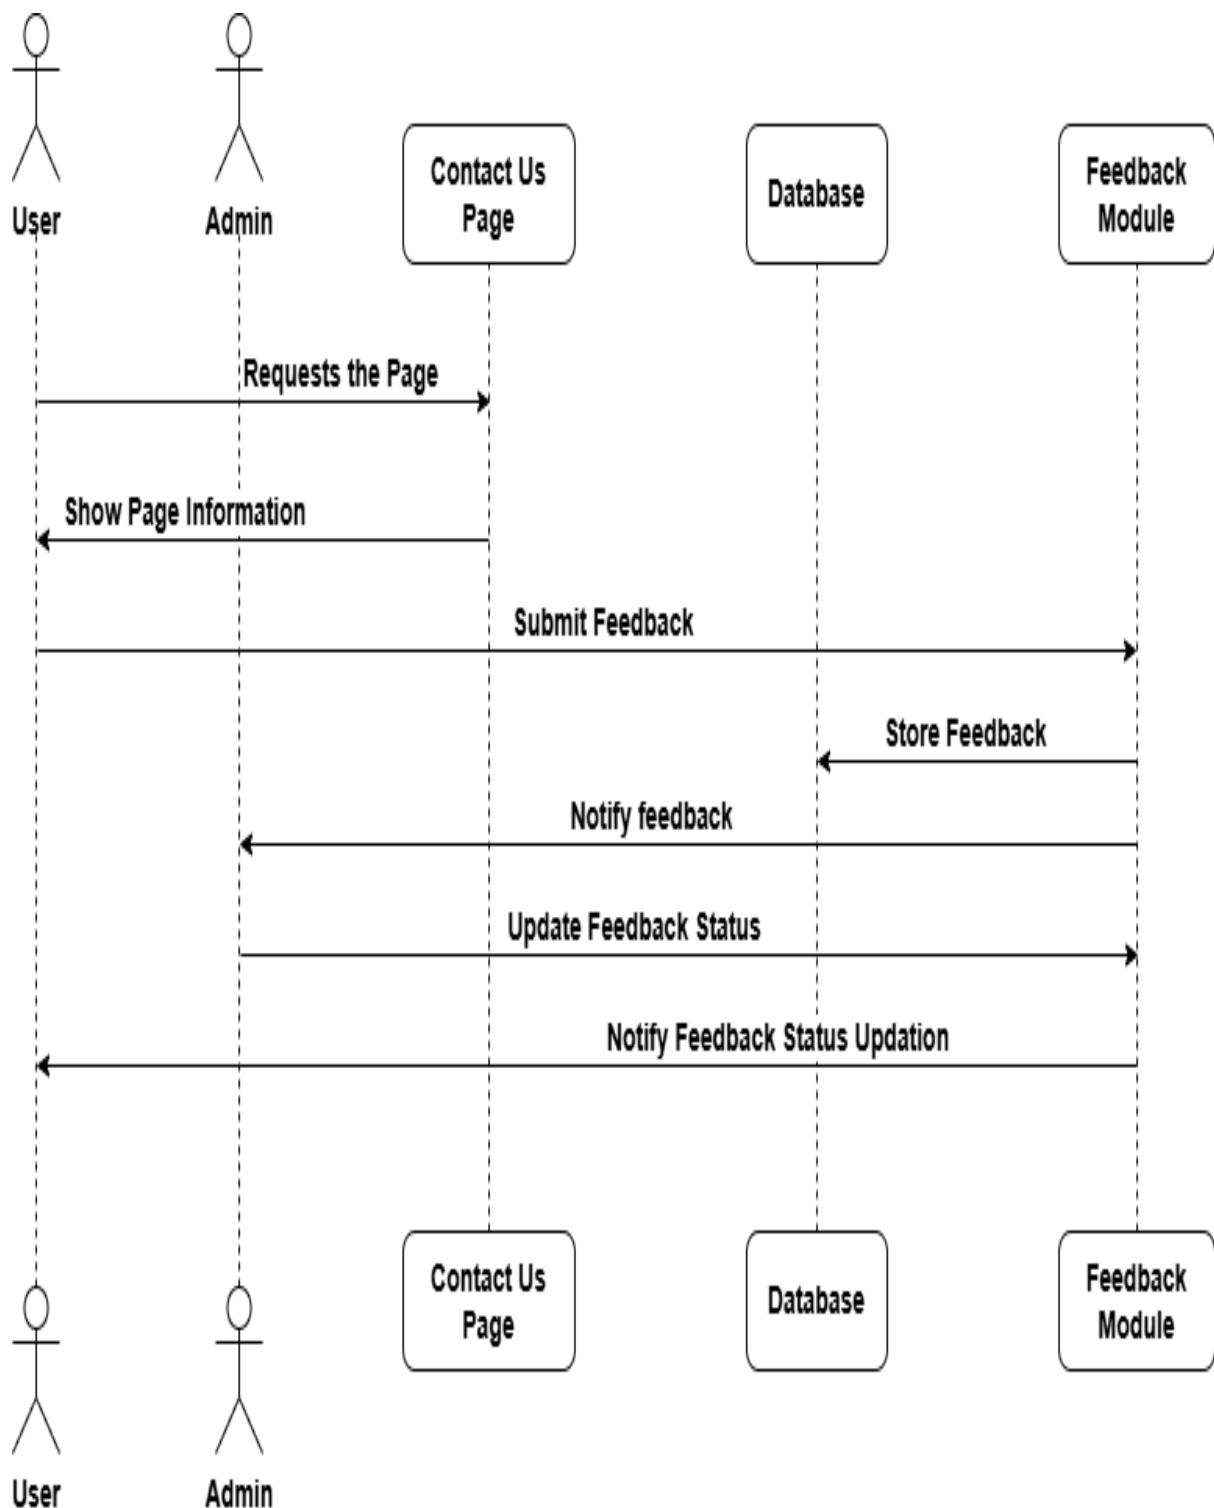 User
Admin
Contact Us
Page
Database
Feedback
Module
Requests the Page
Show Page Information
Submit Feedback
Store Feedback
Notify feedback
Update Feedback Status
Notify Feedback Status Updation
Contact Us
Page
Database
Feedback
Module
User
Admin